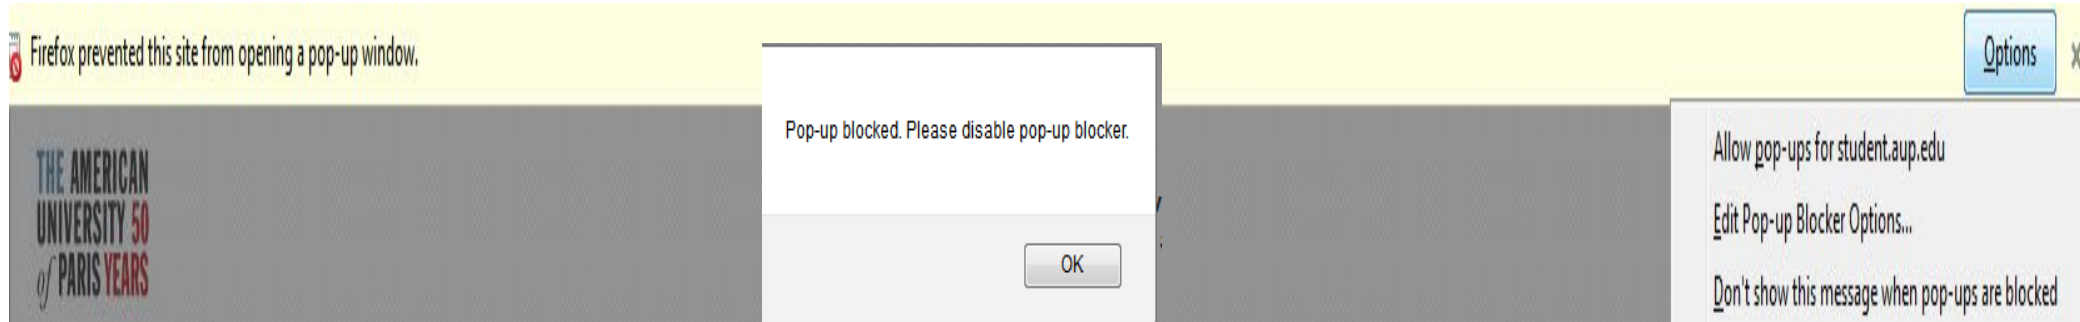 Firefox prevented this site from opening a pop-up window.
Options
Pop-up blocked. Please disable pop-up blocker.
OK
THE AMERICAN
UNIVERSITY 50
of PARIS YEARS
Allow pop-ups for student.aup.edu
Edit Pop-up Blocker Options...
Don't show this message when pop-ups are blocked